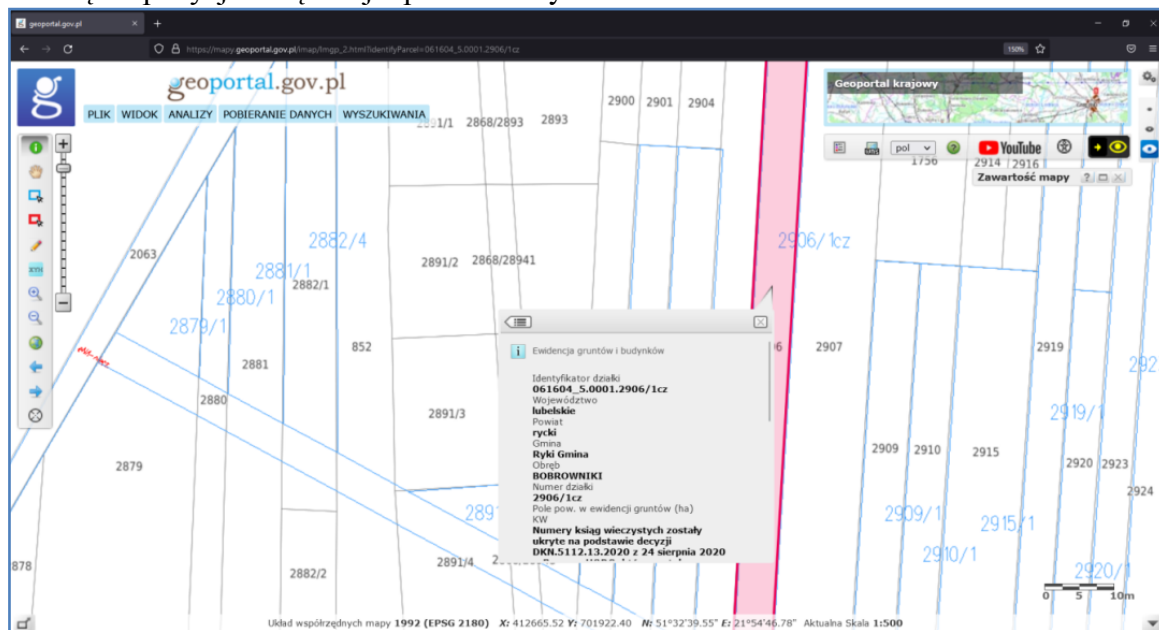 geoportal.gov.pl
https://mapy.geoportal.gov.pl/imap/Imgp_2.html?identifyParcel=061604_5.0001.2906/1cz
150%
geoportal.gov.pl
PLIK WIDOK ANALIZY POBIERANIE DANYCH WYSZUKIWANIA
Geoportal krajowy
pol
YouTube
Zawartość mapy
2891/1 2868/2893 2893
2900 2901 2904
1756 2914 2916
2063
2882/4
2881/1
2882/1
2880/1
2879/1
2891/2 2868/28941
2906/1cz
852
2881
2880
2879
2891/3
2907
2919
292
2919/1
2909 2910 2915
2920 2923
2924
2909/1
2915/1
2910/1
2920/1
289
878
2882/2
2891/4
Ewidencja gruntów i budynków
Identyfikator działki
061604_5.0001.2906/1cz
Województwo
lubelskie
Powiat
rycki
Gmina
Ryki Gmina
Obręb
BOBROWNIKI
Numer działki
2906/1cz
Pole pow. w ewidencji gruntów (ha)
KW
Numery ksiąg wieczystych zostały
ukryte na podstawie decyzji
DKN.5112.13.2020 z 24 sierpnia 2020
0 5 10m
Układ współrzędnych mapy 1992 (EPSG 2180) X: 412665.52 Y: 701922.40 N: 51°32'39.55" E: 21°54'46.78" Aktualna Skala 1:500